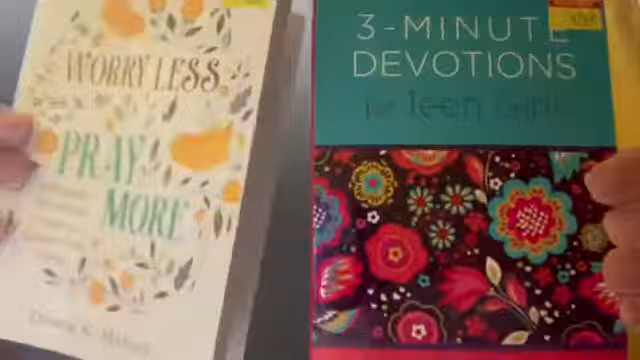 WORRY LESS,
PRAY
MORE
3-MINUTE
DEVOTIONS
for Teen Girls